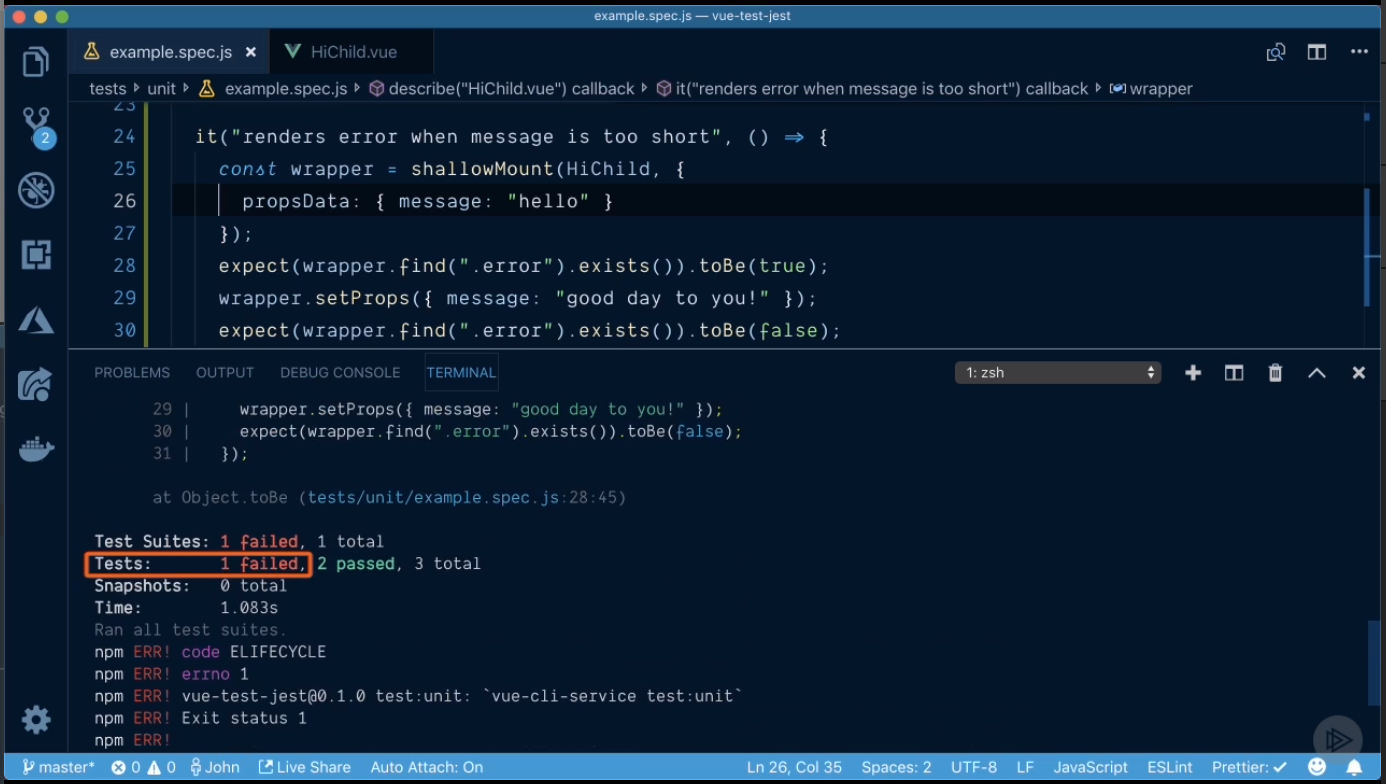 example.spec.js — vue-test-jest
example.spec.js × HiChild.vue
tests unit example.spec.js describe("HiChild.vue") callback it("renders error when message is too short") callback wrapper
23
24 it("renders error when message is too short", () ⇒ {
25 const wrapper = shallowMount(HiChild, {
26 propsData: { message: "hello" }
27 });
28 expect(wrapper.find(".error").exists()).toBe(true);
29 wrapper.setProps({ message: "good day to you!" });
30 expect(wrapper.find(".error").exists()).toBe(false);
2
PROBLEMS OUTPUT DEBUG CONSOLE TERMINAL 1: zsh
29 | wrapper.setProps({ message: "good day to you!" });
30 | expect(wrapper.find(".error").exists()).toBe(false);
31 | });
at Object.toBe (tests/unit/example.spec.js:28:45)
Test Suites: 1 failed, 1 total
Tests: 1 failed, 2 passed, 3 total
Snapshots: 0 total
Time: 1.083s
Ran all test suites.
npm ERR! code ELIFECYCLE
npm ERR! errno 1
npm ERR! vue-test-jest@0.1.0 test:unit: `vue-cli-service test:unit`
npm ERR! Exit status 1
npm ERR!
master* 0 0 John Live Share Auto Attach: On Ln 26, Col 35 Spaces: 2 UTF-8 LF JavaScript ESLint Prettier: ✓